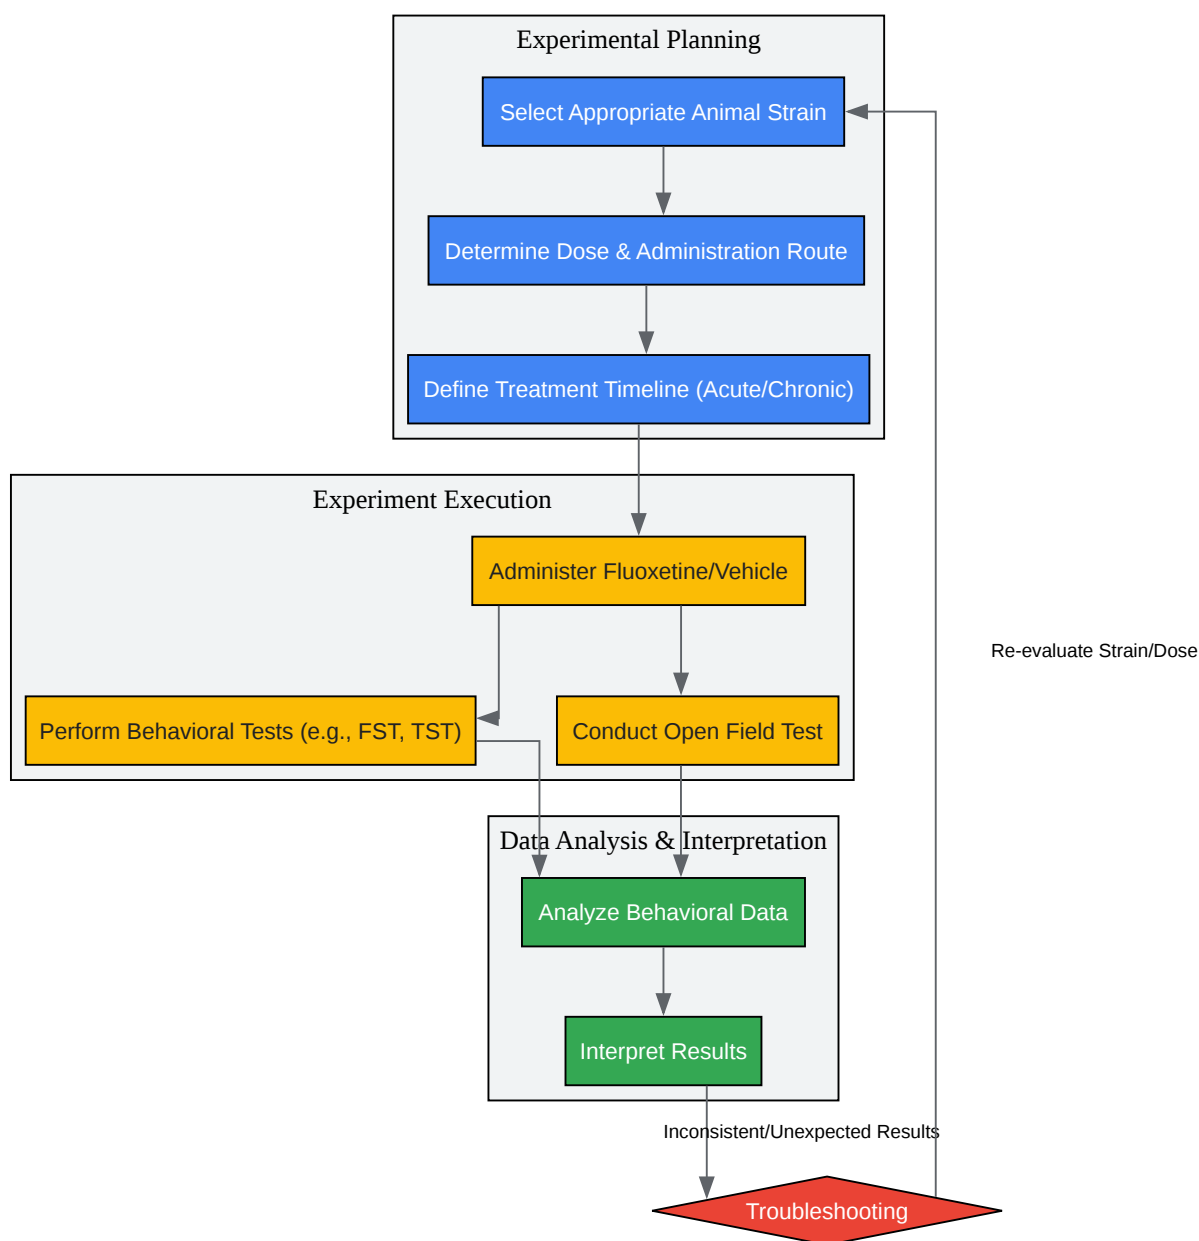 Experimental Planning
Select Appropriate Animal Strain
Determine Dose & Administration Route
Define Treatment Timeline (Acute/Chronic)
Experiment Execution
Administer Fluoxetine/Vehicle
Re-evaluate Strain/Dose
Perform Behavioral Tests (e.g., FST, TST)
Conduct Open Field Test
Data Analysis & Interpretation
Analyze Behavioral Data
Interpret Results
Inconsistent/Unexpected Results
Troubleshooting